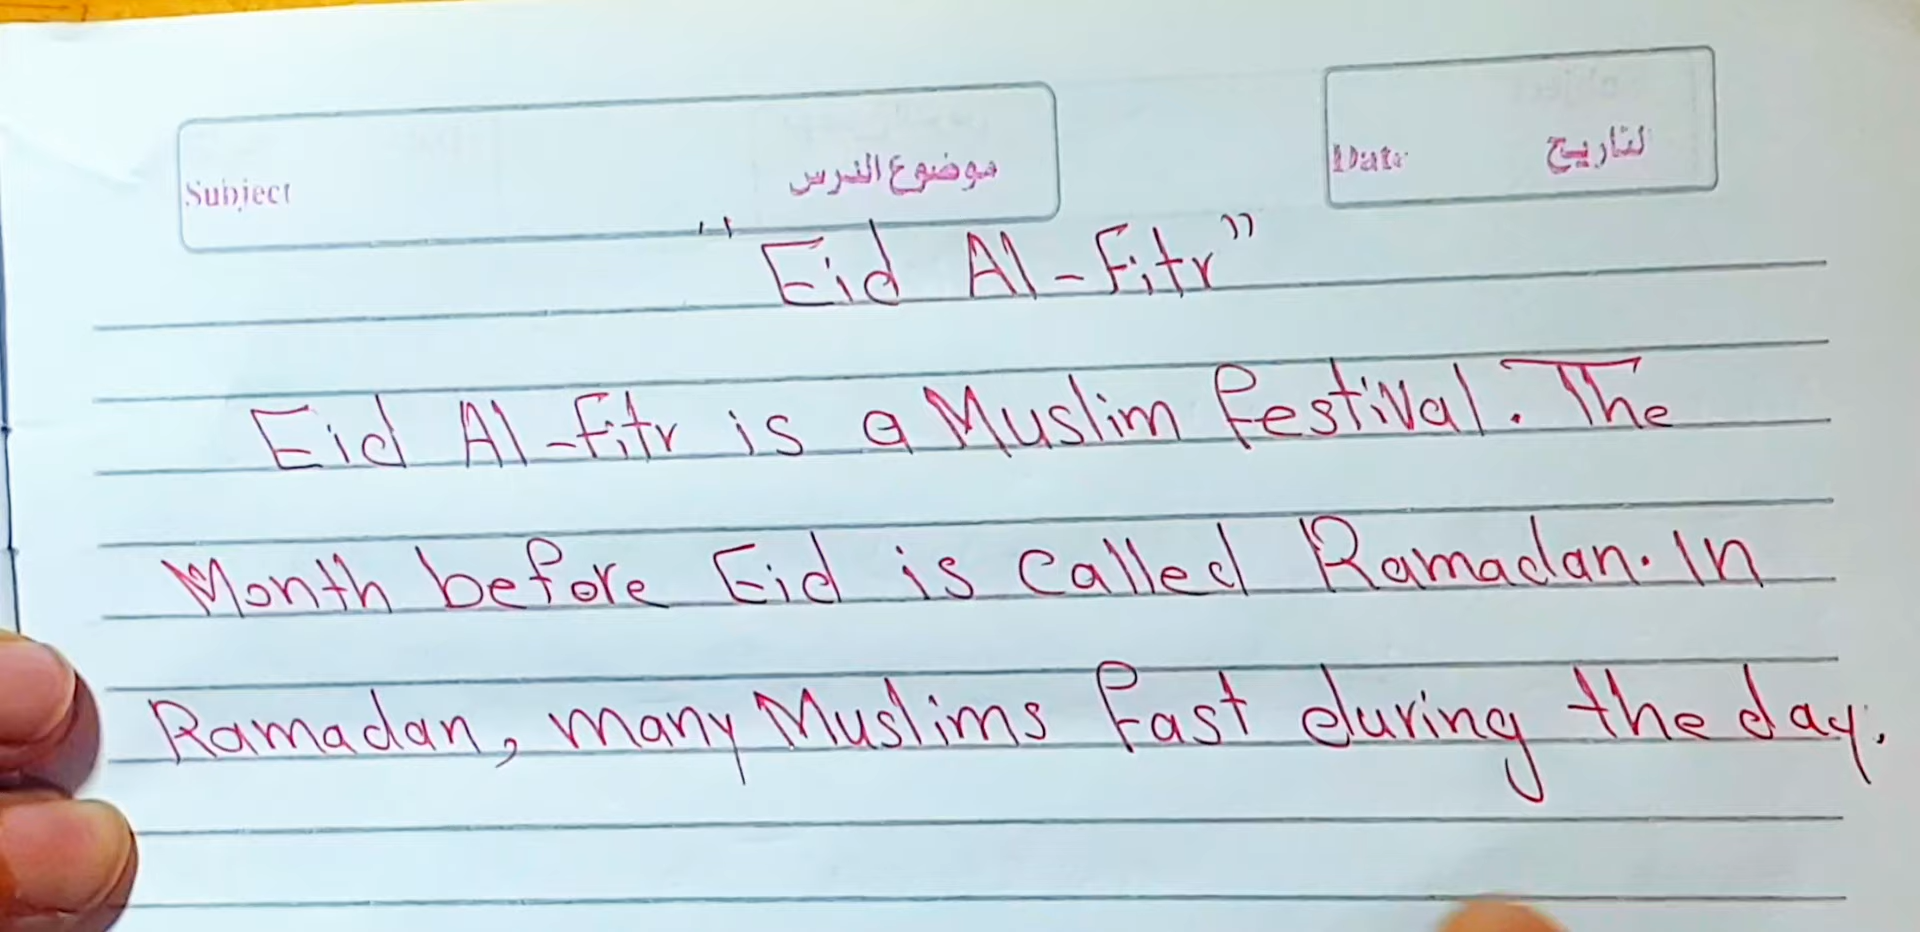 Subject موضوع الدرس Date التاريخ
"Eid Al-Fitr"
Eid Al-Fitr is a Muslim festival. The
Month before Eid is called Ramadan. In
Ramadan, many Muslims fast during the day.